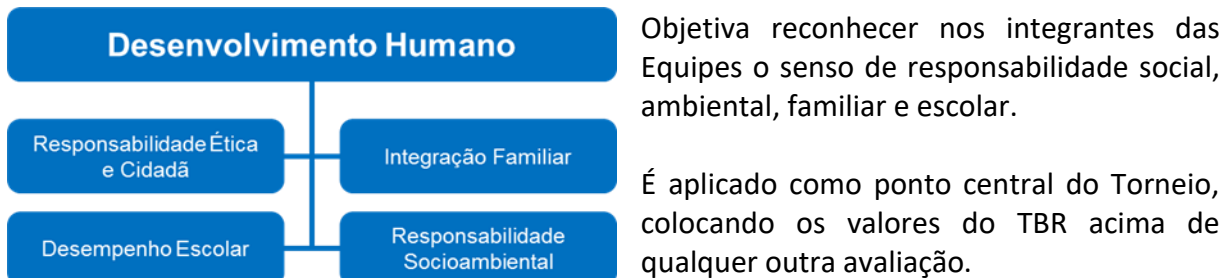 Desenvolvimento Humano
Responsabilidade Ética
e Cidadã
Integração Familiar
Desempenho Escolar
Responsabilidade
Socioambiental
Objetiva reconhecer nos integrantes das
Equipes o senso de responsabilidade social,
ambiental, familiar e escolar.
É aplicado como ponto central do Torneio,
colocando os valores do TBR acima de
qualquer outra avaliação.